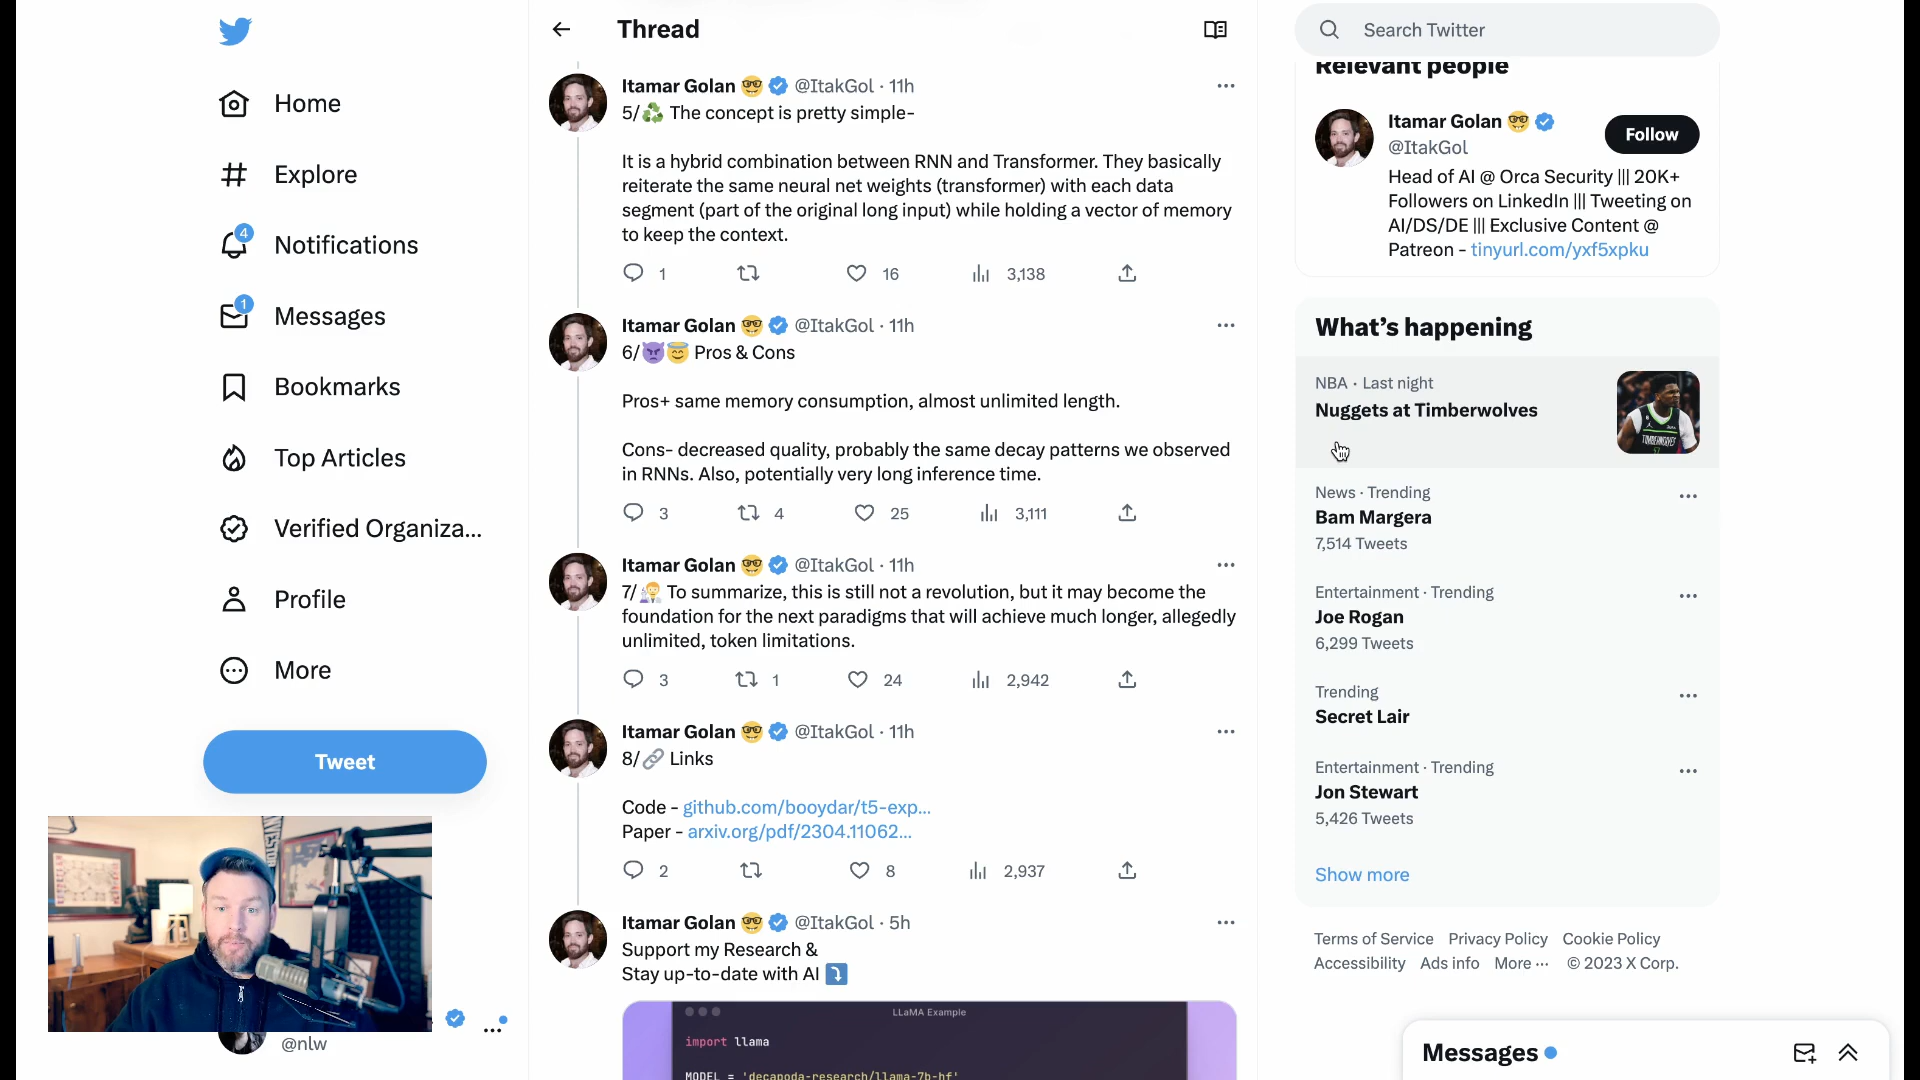 Home
Explore
4
Notifications
1
Messages
Bookmarks
Top Articles
Verified Organiza...
Profile
More
Tweet
@nlw
Thread
Itamar Golan 🤓 @ItakGol · 11h
5/♻️ The concept is pretty simple-
It is a hybrid combination between RNN and Transformer. They basically
reiterate the same neural net weights (transformer) with each data
segment (part of the original long input) while holding a vector of memory
to keep the context.
1 16 3,138
Itamar Golan 🤓 @ItakGol · 11h
6/👿😇 Pros & Cons
Pros+ same memory consumption, almost unlimited length.
Cons- decreased quality, probably the same decay patterns we observed
in RNNs. Also, potentially very long inference time.
3 4 25 3,111
Itamar Golan 🤓 @ItakGol · 11h
7/ To summarize, this is still not a revolution, but it may become the
foundation for the next paradigms that will achieve much longer, allegedly
unlimited, token limitations.
3 1 24 2,942
Itamar Golan 🤓 @ItakGol · 11h
8/🔗 Links
Code - github.com/booydar/t5-exp...
Paper - arxiv.org/pdf/2304.11062...
2 8 2,937
Itamar Golan 🤓 @ItakGol · 5h
Support my Research &
Stay up-to-date with AI ⤵️
LLaMA Example
import llama
MODEL = 'decapoda-research/llama-7b-hf'
Search Twitter
Relevant people
Itamar Golan 🤓
@ItakGol
Follow
Head of AI @ Orca Security ||| 20K+
Followers on LinkedIn ||| Tweeting on
AI/DS/DE ||| Exclusive Content @
Patreon - tinyurl.com/yxf5xpku
What's happening
NBA · Last night
Nuggets at Timberwolves
News · Trending
Bam Margera
7,514 Tweets
Entertainment · Trending
Joe Rogan
6,299 Tweets
Trending
Secret Lair
Entertainment · Trending
Jon Stewart
5,426 Tweets
Show more
Terms of Service Privacy Policy Cookie Policy
Accessibility Ads info More ··· © 2023 X Corp.
Messages